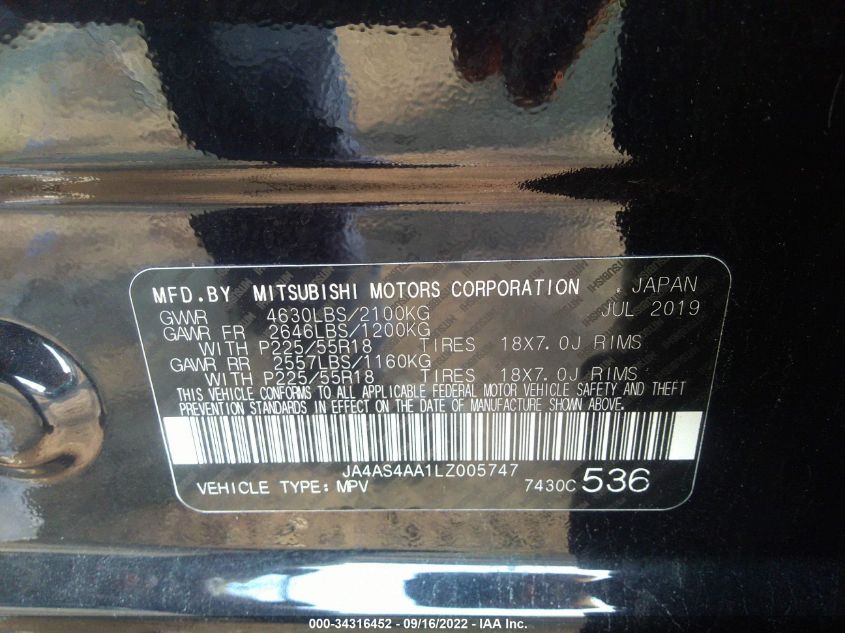 MFD.BY MITSUBISHI MOTORS CORPORATION , JAPAN
GVWR 4630LBS/2100KG JUL 2019
GAWR FR 2646LBS/1200KG
WITH P225/55R18 TIRES 18X7.0J RIMS
GAWR RR 2557LBS/1160KG
WITH P225/55R18 TIRES 18X7.0J RIMS
THIS VEHICLE CONFORMS TO ALL APPLICABLE FEDERAL MOTOR VEHICLE SAFETY AND THEFT
PREVENTION STANDARDS IN EFFECT ON THE DATE OF MANUFACTURE SHOWN ABOVE.
JA4AS4AA1LZ005747
VEHICLE TYPE: MPV 7430C 536
000-34316452 - 09/16/2022 - IAA Inc.